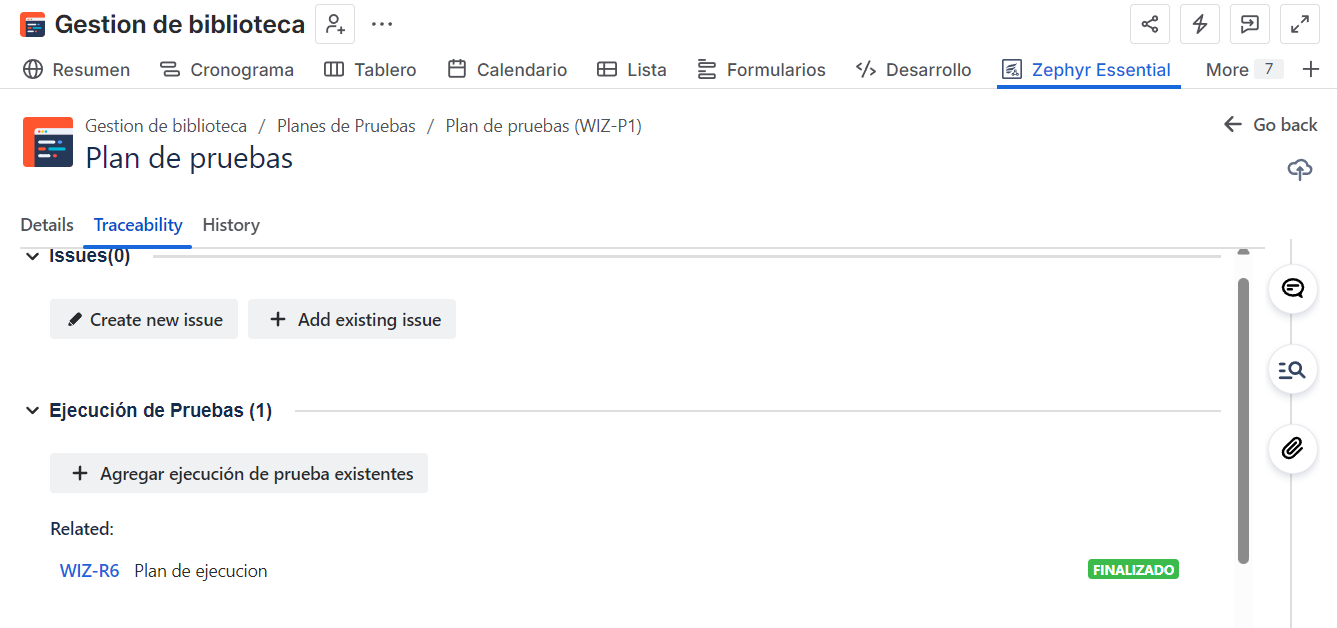 Gestion de biblioteca
Resumen Cronograma Tablero Calendario Lista Formularios Desarrollo Zephyr Essential More 7
Gestion de biblioteca / Planes de Pruebas / Plan de pruebas (WIZ-P1) Go back
Plan de pruebas
Details Traceability History
Issues(0)
Create new issue Add existing issue
Ejecución de Pruebas (1)
Agregar ejecución de prueba existentes
Related:
WIZ-R6 Plan de ejecucion FINALIZADO